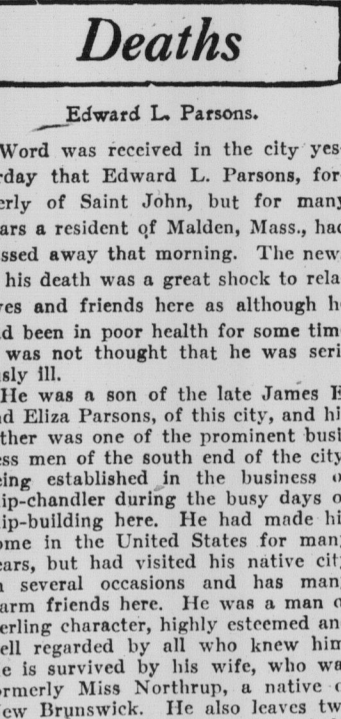 Deaths
Edward L. Parsons.
Word was received in the city yes-
rday that Edward L. Parsons, for-
erly of Saint John, but for many
ars a resident of Malden, Mass., had
ssed away that morning. The new
his death was a great shock to rela
ves and friends here as although h
d been in poor health for some tim
was not thought that he was seri
sly ill.
He was a son of the late James E
nd Eliza Parsons, of this city, and hi
ther was one of the prominent busi
ess men of the south end of the city
eing established in the business o
ip-chandler during the busy days o
ip-building here. He had made hi
ome in the United States for man
ears, but had visited his native cit
n several occasions and has man
arm friends here. He was a man o
erling character, highly esteemed an
ell regarded by all who knew him
e is survived by his wife, who wa
ormerly Miss Northrup, a native o
ew Brunswick. He also leaves tw